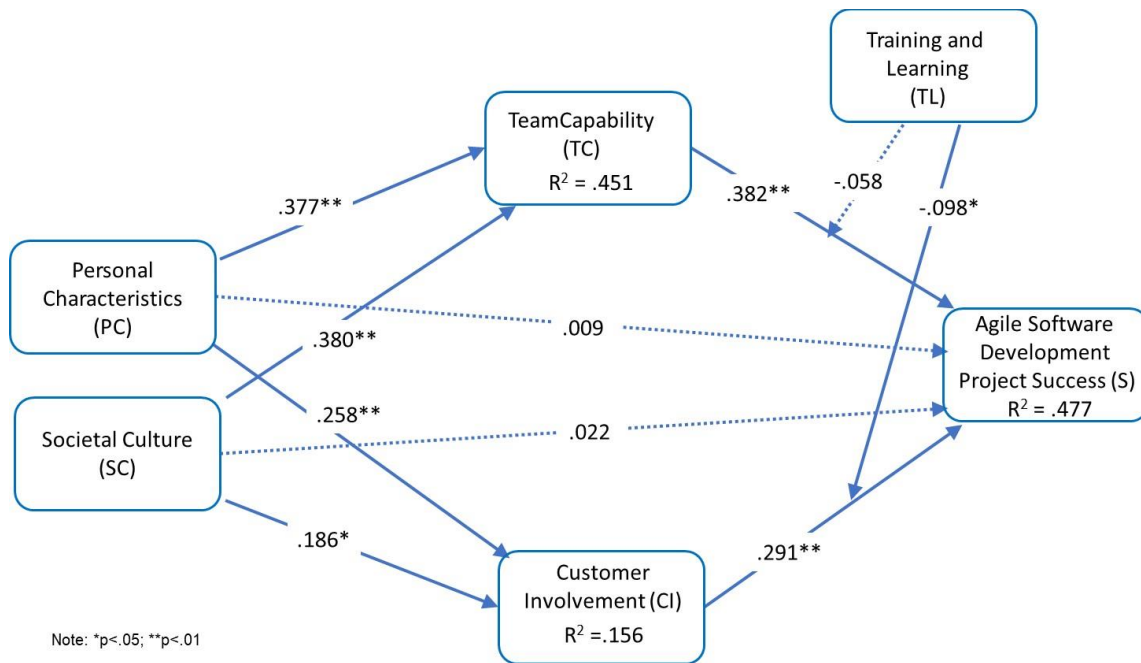 Training and
Learning
(TL)
TeamCapability
(TC)
R² = .451
-.058
.382**
-.098*
.377**
Personal
Characteristics
(PC)
.009
.380**
Agile Software
Development
Project Success (S)
R² = .477
.258**
Societal Culture
(SC)
.022
.186*
.291**
Customer
Involvement (CI)
R² =.156
Note: *p<.05; **p<.01